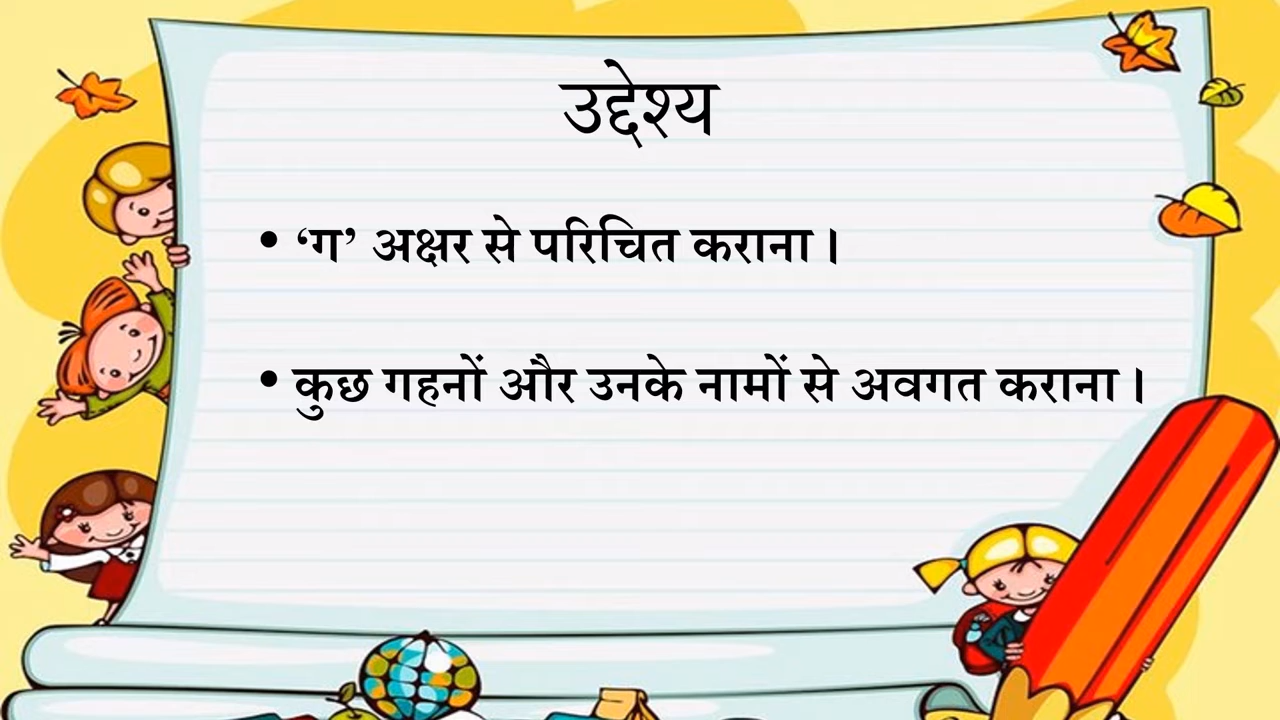 उद्देश्य
• ‘ग’ अक्षर से परिचित कराना।
• कुछ गहनों और उनके नामों से अवगत कराना।